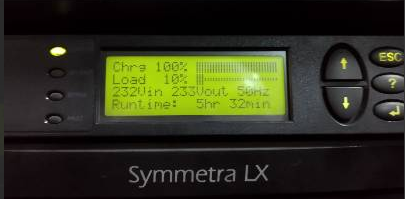 Chrg 100%
Load 10%
232Vin 233Vout 50Hz
Runtime: 5hr 32min
ESC
?
Symmetra LX